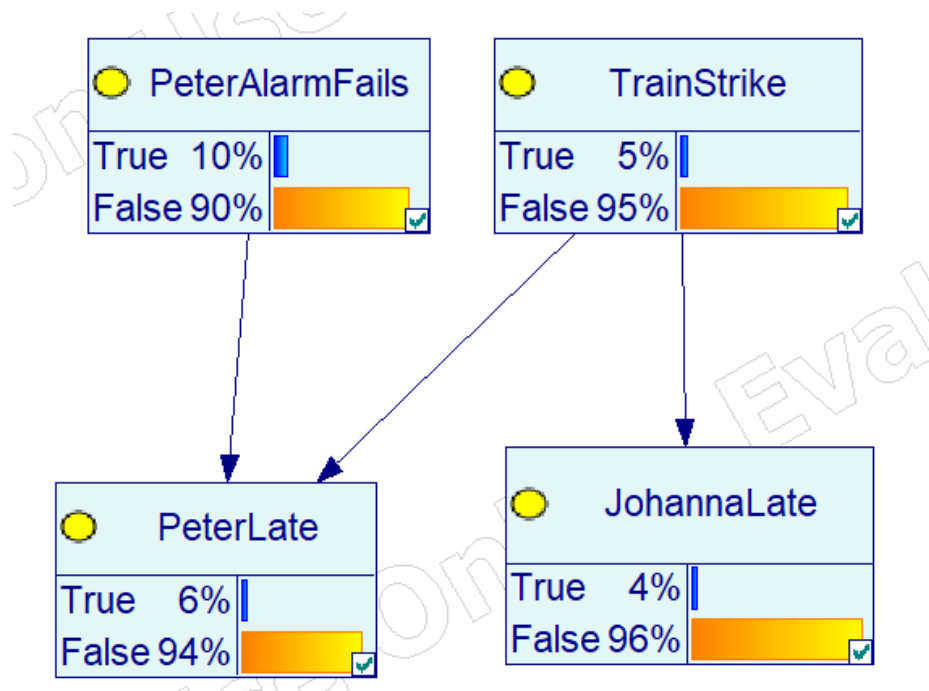 PeterAlarmFails
True 10%
False 90%
TrainStrike
True 5%
False 95%
PeterLate
True 6%
False 94%
JohannaLate
True 4%
False 96%
Eval